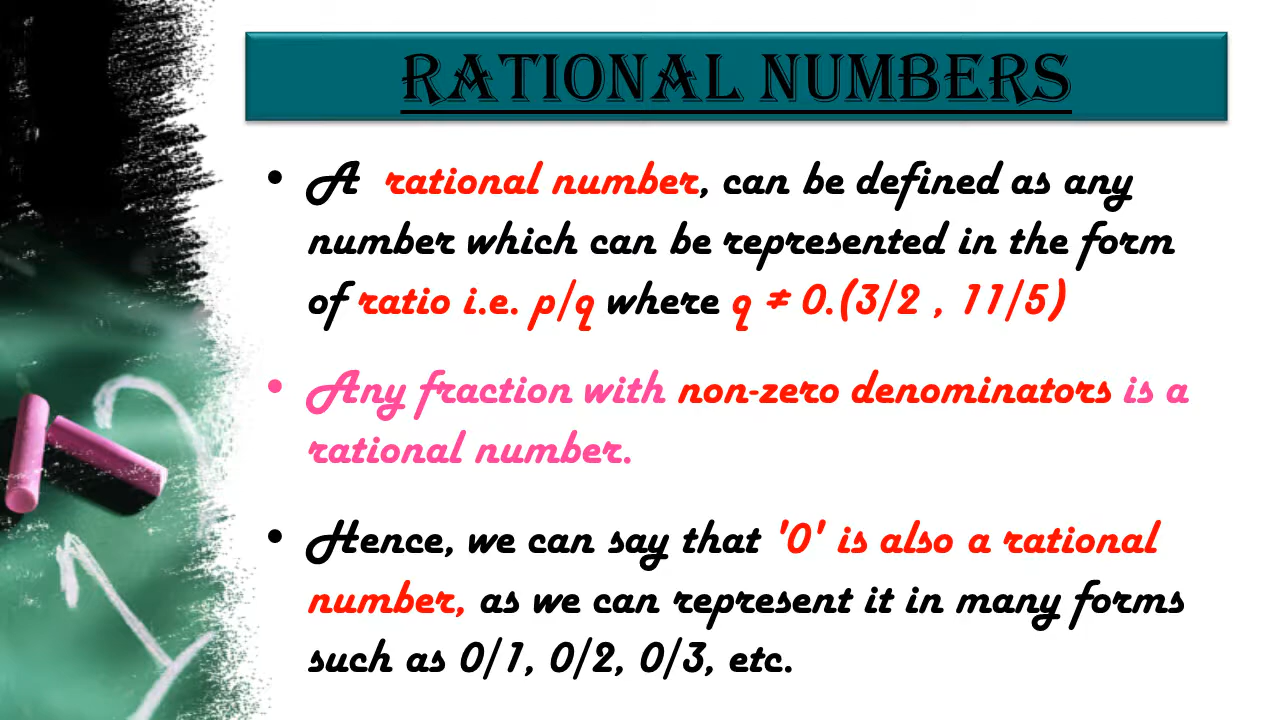 RATIONAL NUMBERS
• A rational number, can be defined as any
number which can be represented in the form
of ratio i.e. p/q where q ≠ 0.(3/2 , 11/5)
• Any fraction with non-zero denominators is a
rational number.
• Hence, we can say that '0' is also a rational
number, as we can represent it in many forms
such as 0/1, 0/2, 0/3, etc.